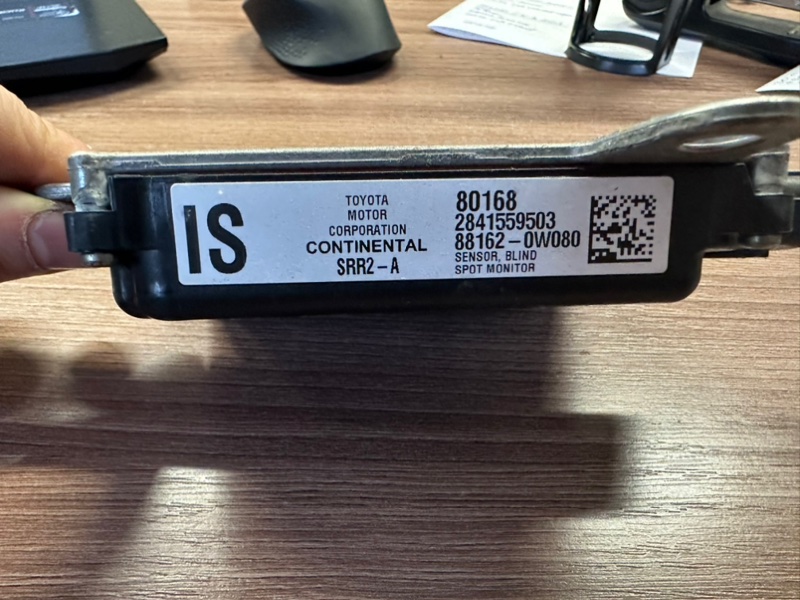 IS
TOYOTA
MOTOR
CORPORATION
CONTINENTAL
SRR2-A
80168
2841559503
88162-0W080
SENSOR, BLIND
SPOT MONITOR